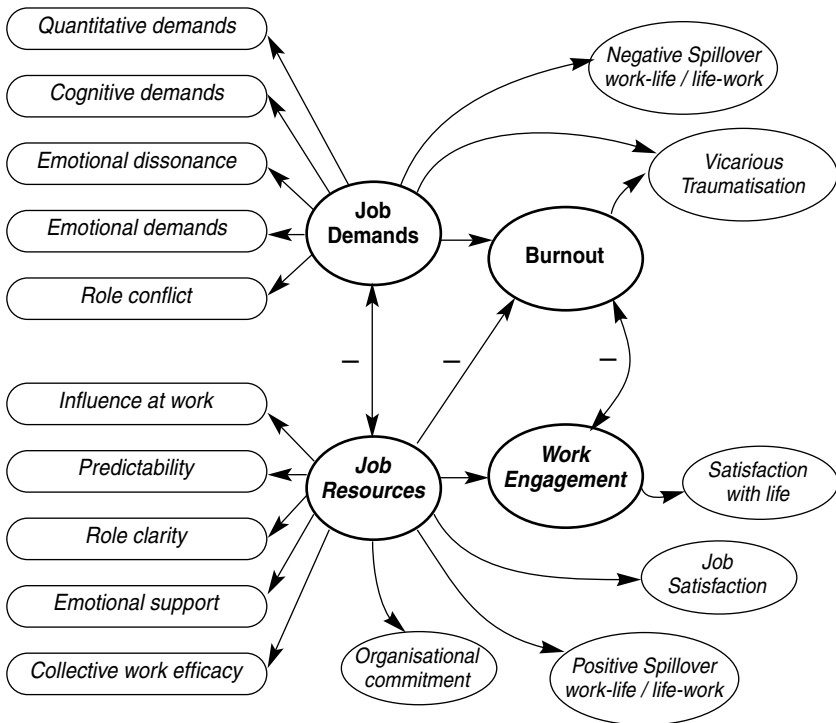 Quantitative demands
Cognitive demands
Emotional dissonance
Emotional demands
Role conflict
Job
Demands
Negative Spillover
work-life / life-work
Vicarious
Traumatisation
Burnout
–
–
–
Influence at work
Predictability
Role clarity
Emotional support
Collective work efficacy
Job
Resources
Work
Engagement
Satisfaction
with life
Job
Satisfaction
Organisational
commitment
Positive Spillover
work-life / life-work